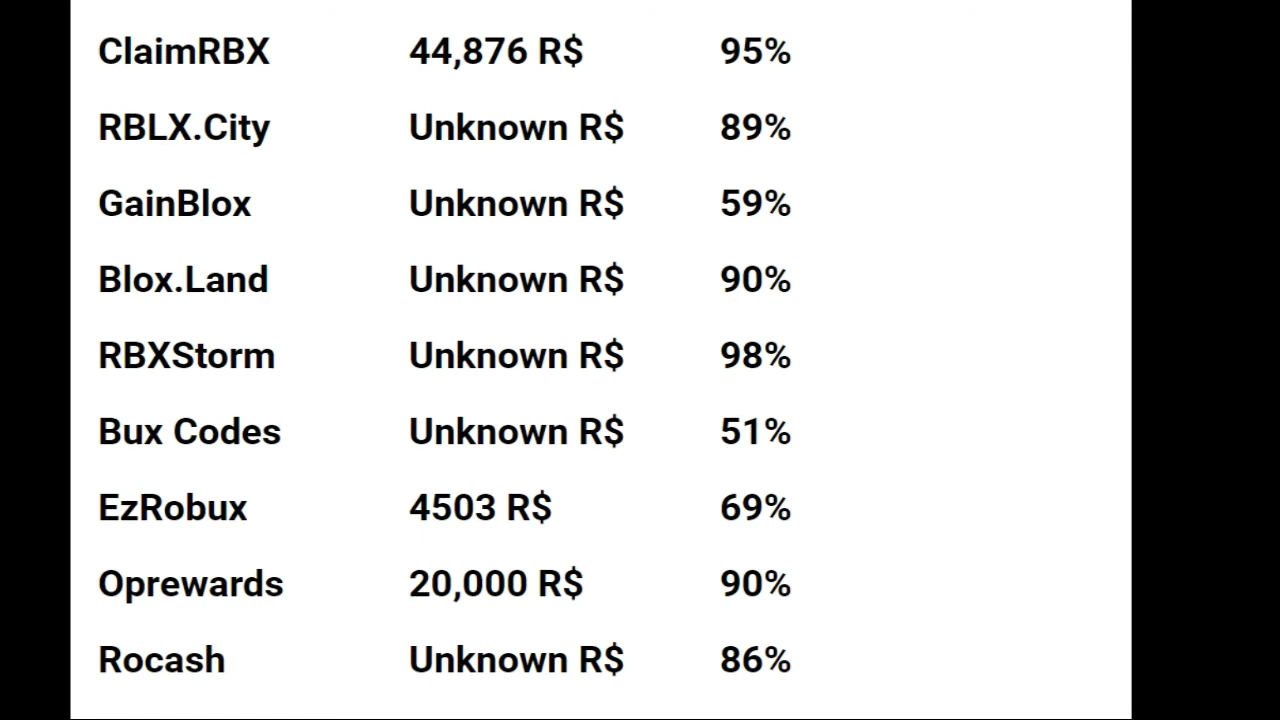 ClaimRBX 44,876 R$ 95%
RBLX.City Unknown R$ 89%
GainBlox Unknown R$ 59%
Blox.Land Unknown R$ 90%
RBXStorm Unknown R$ 98%
Bux Codes Unknown R$ 51%
EzRobux 4503 R$ 69%
Oprewards 20,000 R$ 90%
Rocash Unknown R$ 86%